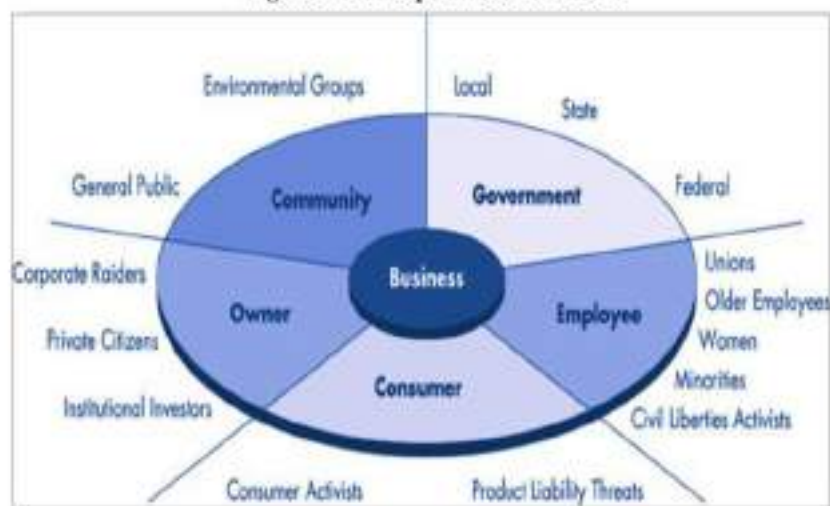 Environmental Groups
Local
State
General Public
Community
Government
Federal
Corporate Raiders
Business
Unions
Owner
Employee
Older Employees
Private Citizens
Women
Consumer
Minorities
Institutional Investors
Civil Liberties Activists
Consumer Activists
Product Liability Threats